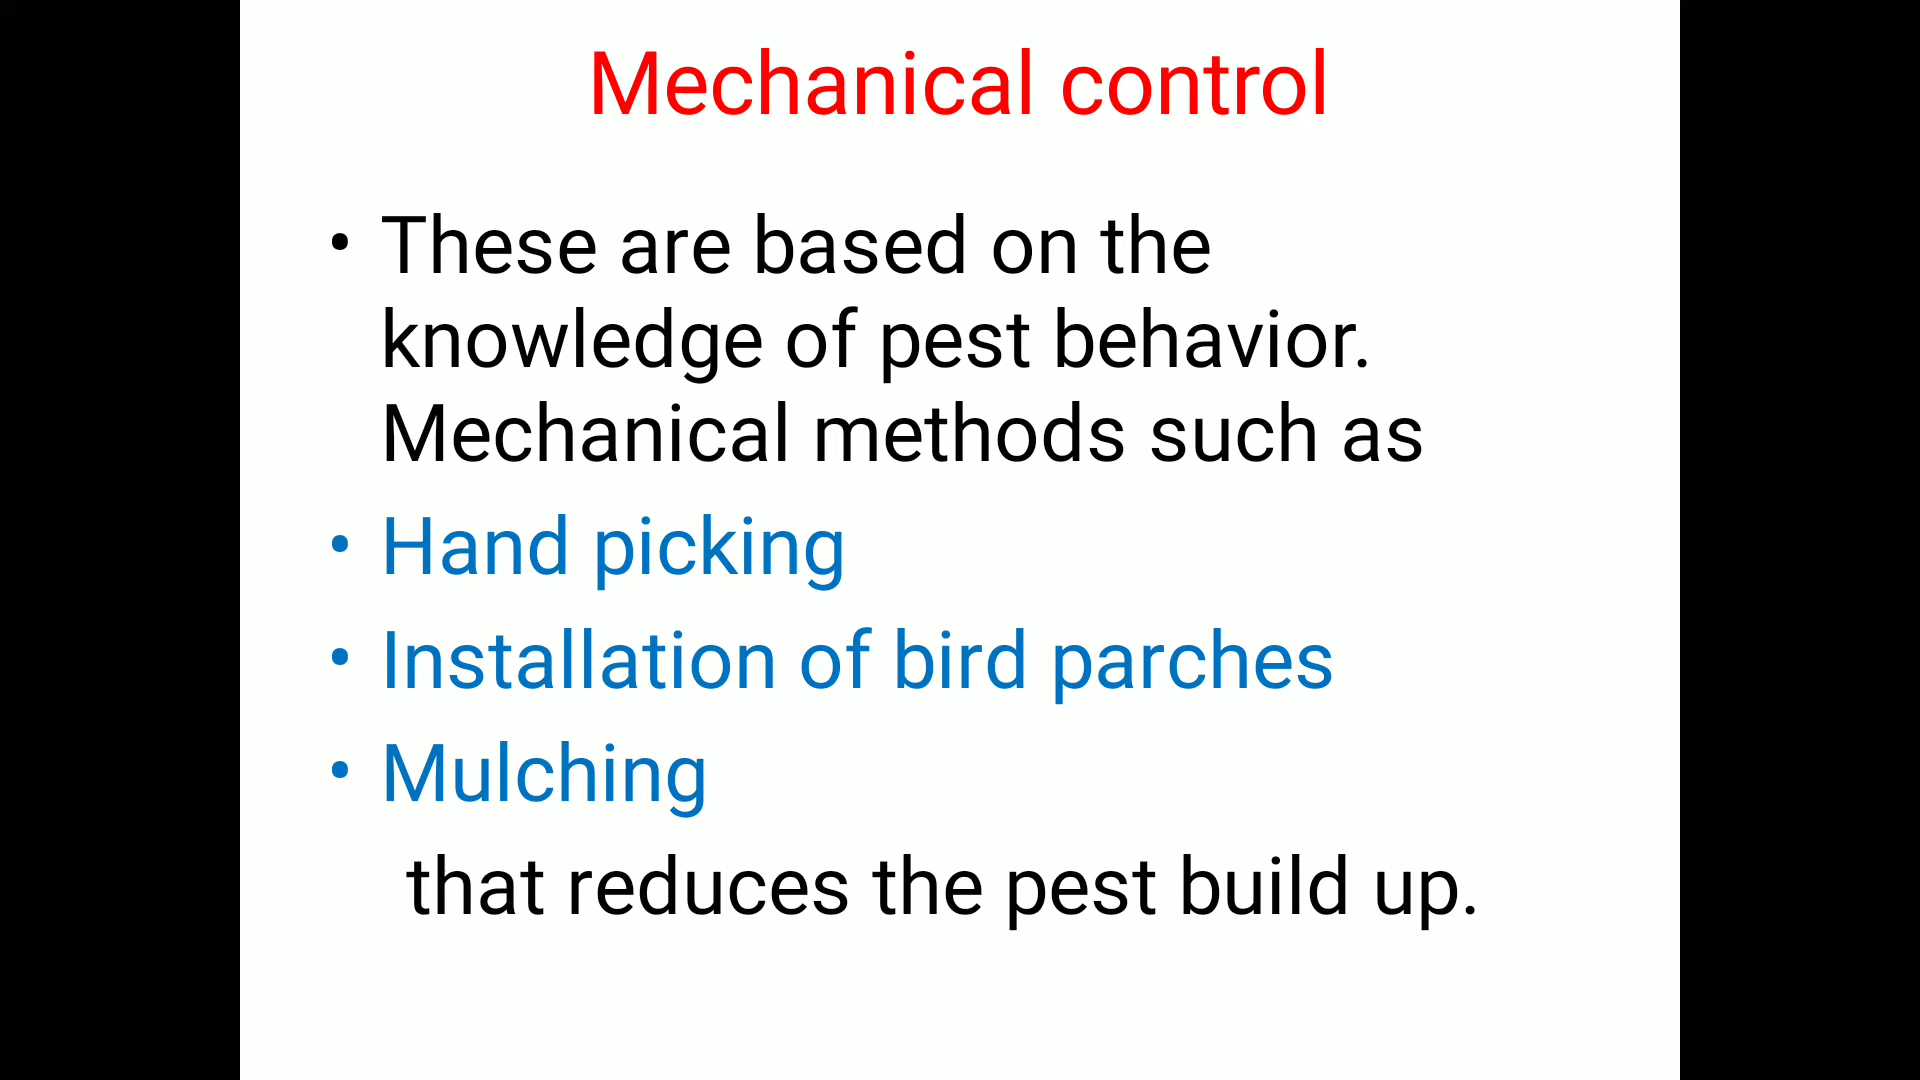 Mechanical control
• These are based on the
knowledge of pest behavior.
Mechanical methods such as
• Hand picking
• Installation of bird parches
• Mulching
that reduces the pest build up.